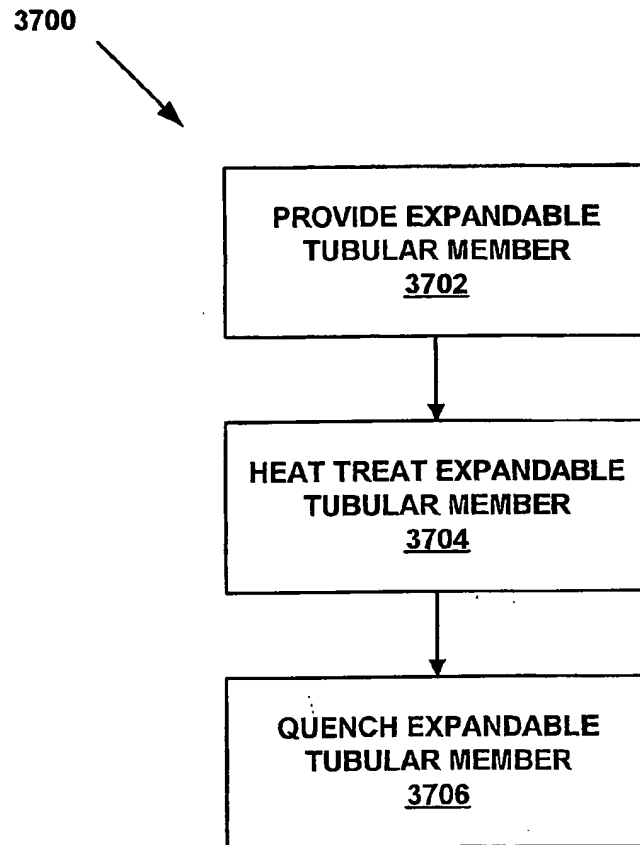 3700
PROVIDE EXPANDABLE
TUBULAR MEMBER
3702
HEAT TREAT EXPANDABLE
TUBULAR MEMBER
3704
QUENCH EXPANDABLE
TUBULAR MEMBER
3706